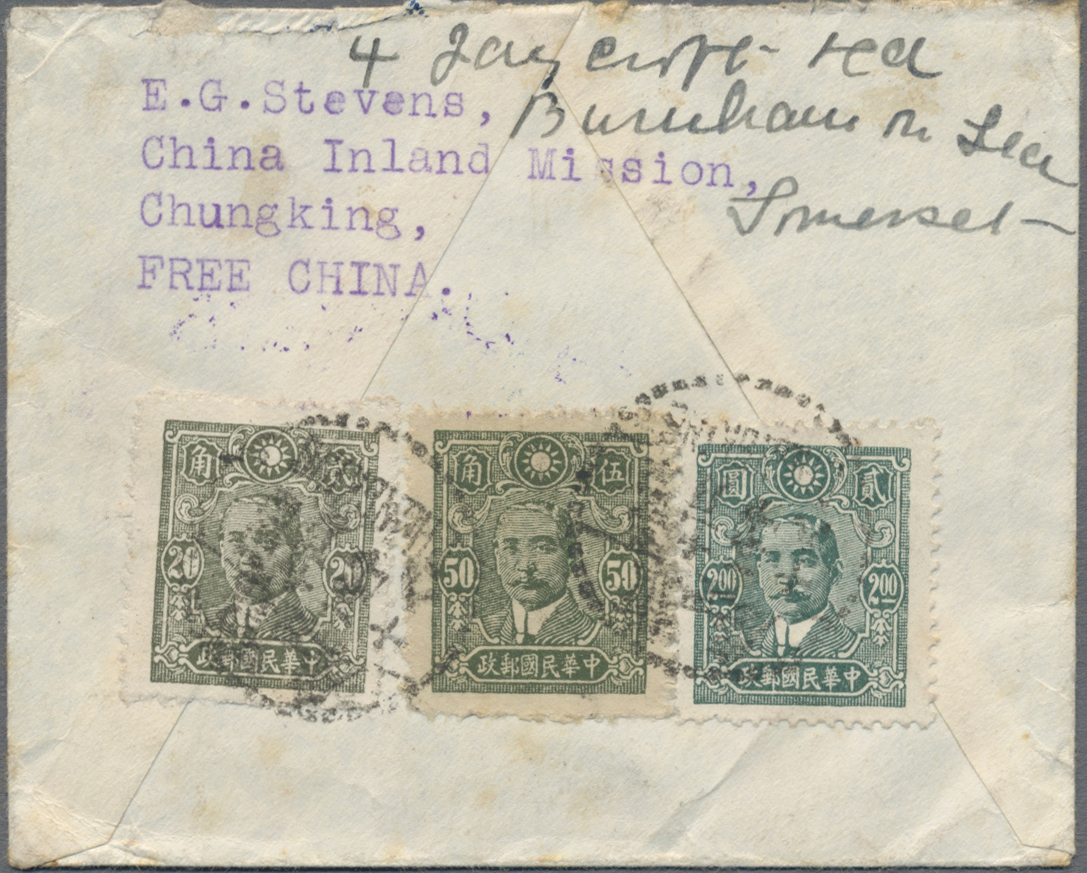 4 Jaycroft Rd
Burnham on Sea
Somerset
E.G.Stevens,
China Inland Mission,
Chungking,
FREE CHINA.
角 貳
20 20
政郵國民華中
角 伍
50 50
政郵國民華中
圓 貳
2.00 2.00
政郵國民華中